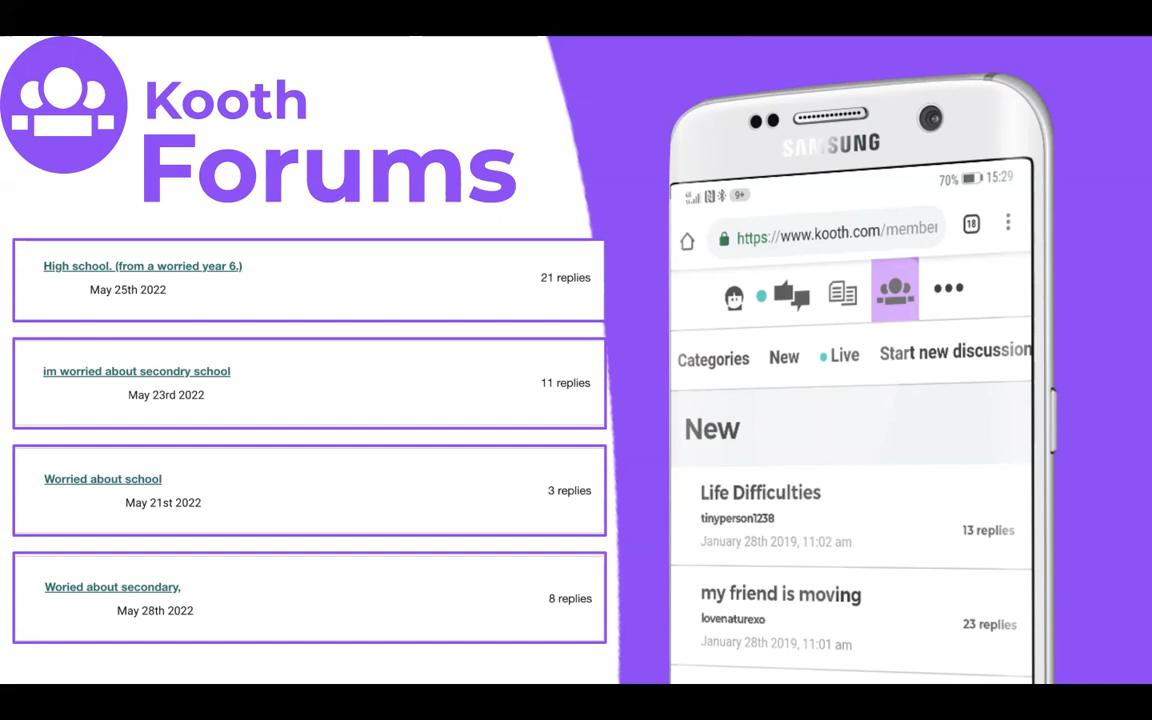 Kooth
Forums
High school. (from a worried year 6.)
May 25th 2022
21 replies
im worried about secondry school
May 23rd 2022
11 replies
Worried about school
May 21st 2022
3 replies
Woried about secondary,
May 28th 2022
8 replies
SAMSUNG
9+
70%
15:29
https://www.kooth.com/member
18
Categories New Live Start new discussion
New
Life Difficulties
tinyperson1238
January 28th 2019, 11:02 am
13 replies
my friend is moving
lovenaturexo
January 28th 2019, 11:01 am
23 replies